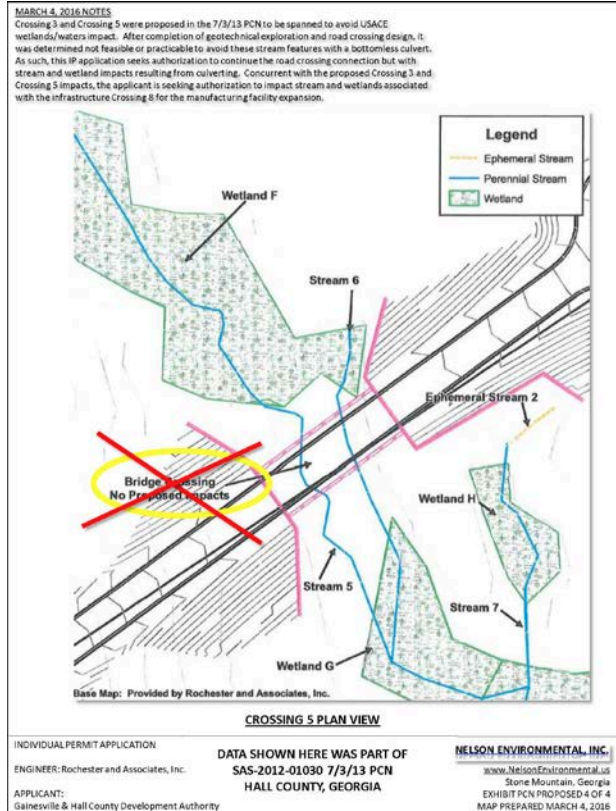 MARCH 4, 2016 NOTES
Crossing 3 and Crossing 5 were proposed in the 7/3/13 PCN to be spanned to avoid USACE
wetlands/waters impact. After completion of geotechnical exploration and road crossing design, it
was determined not feasible or practicable to avoid these stream features with a bottomless culvert.
As such, this IP application seeks authorization to continue the road crossing connection but with
stream and wetland impacts resulting from culverting. Concurrent with the proposed Crossing 3 and
Crossing 5 impacts, the applicant is seeking authorization to impact stream and wetlands associated
with the infrastructure Crossing 8 for the manufacturing facility expansion.
Legend
Ephemeral Stream
Perennial Stream
Wetland
Wetland F
Stream 6
Ephemeral Stream 2
Bridge Crossing
No Proposed Impacts
Wetland H
Stream 5
Stream 7
Wetland G
Base Map: Provided by Rochester and Associates, Inc.
CROSSING 5 PLAN VIEW
INDIVIDUAL PERMIT APPLICATION
ENGINEER: Rochester and Associates, Inc.
APPLICANT:
Gainesville & Hall County Development Authority
DATA SHOWN HERE WAS PART OF
SAS-2012-01030 7/3/13 PCN
HALL COUNTY, GEORGIA
NELSON ENVIRONMENTAL, INC.
www.NelsonEnvironmental.us
Stone Mountain, Georgia
EXHIBIT PCN PROPOSED 4 OF 4
MAP PREPARED MARCH 4, 2016